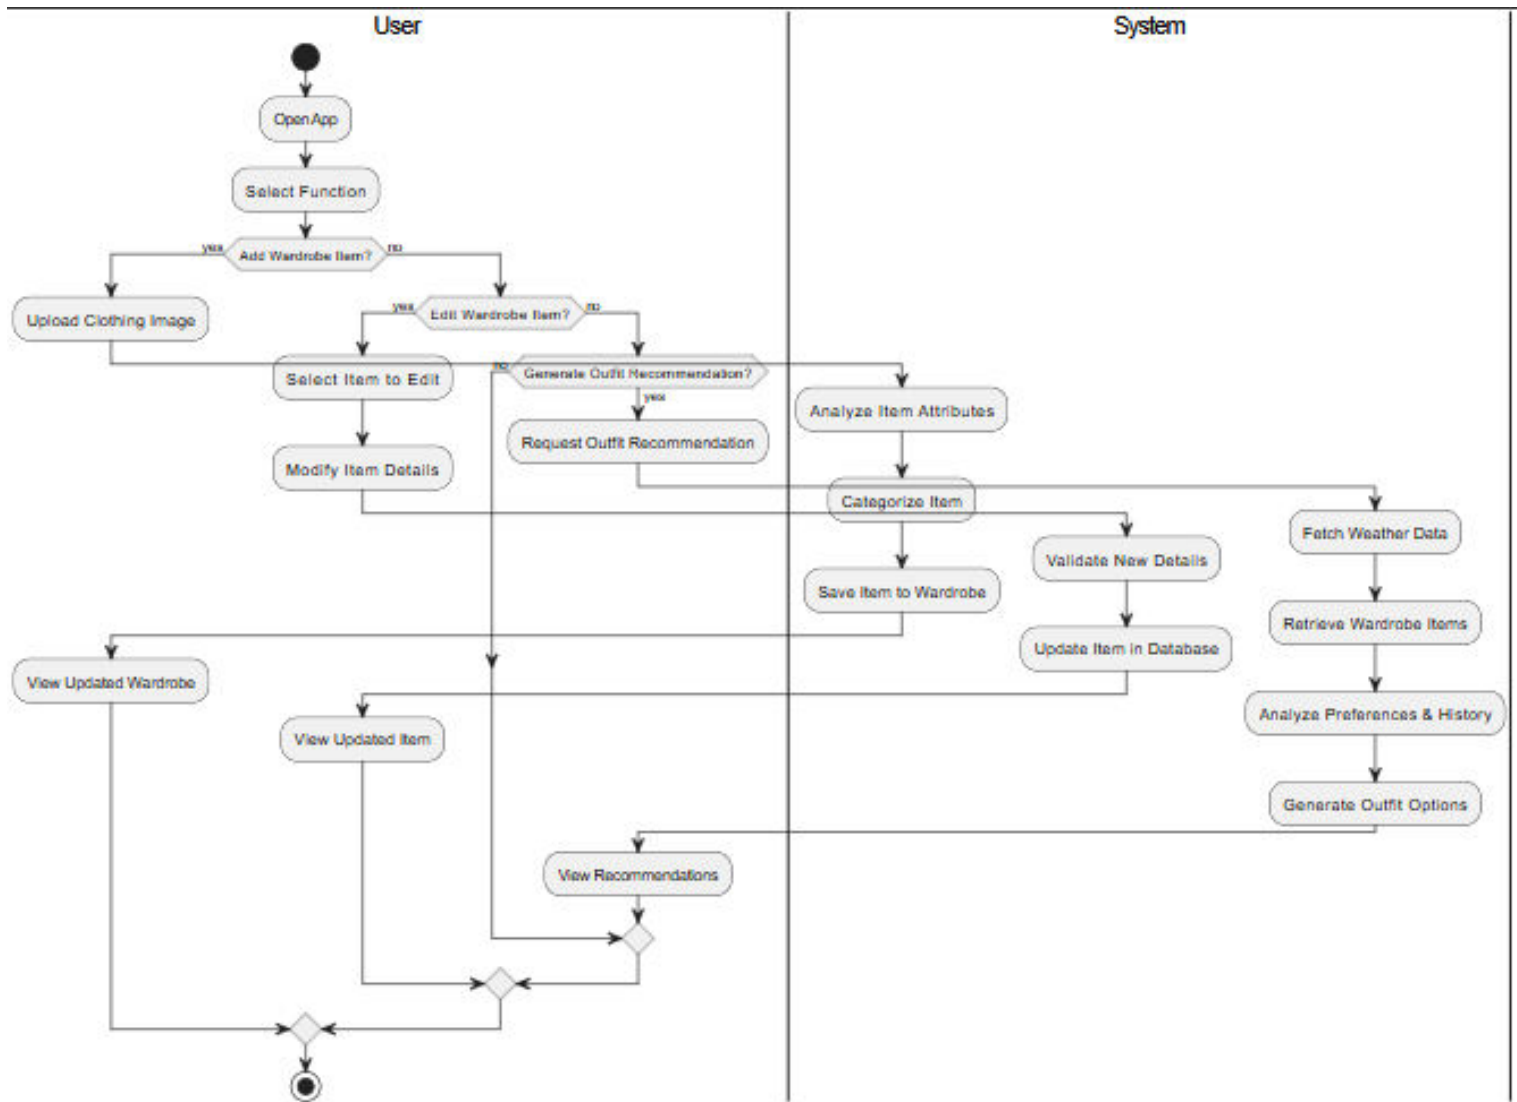 User
System
Open App
Select Function
yes
Add Wardrobe Item?
no
Upload Clothing Image
yes
Edit Wardrobe Item?
no
Select Item to Edit
no
Generate Outfit Recommendation?
yes
Analyze Item Attributes
Request Outfit Recommendation
Modify Item Details
Categorize Item
Fetch Weather Data
Validate New Details
Save Item to Wardrobe
Retrieve Wardrobe Items
Update Item in Database
View Updated Wardrobe
Analyze Preferences & History
View Updated Item
Generate Outfit Options
View Recommendations